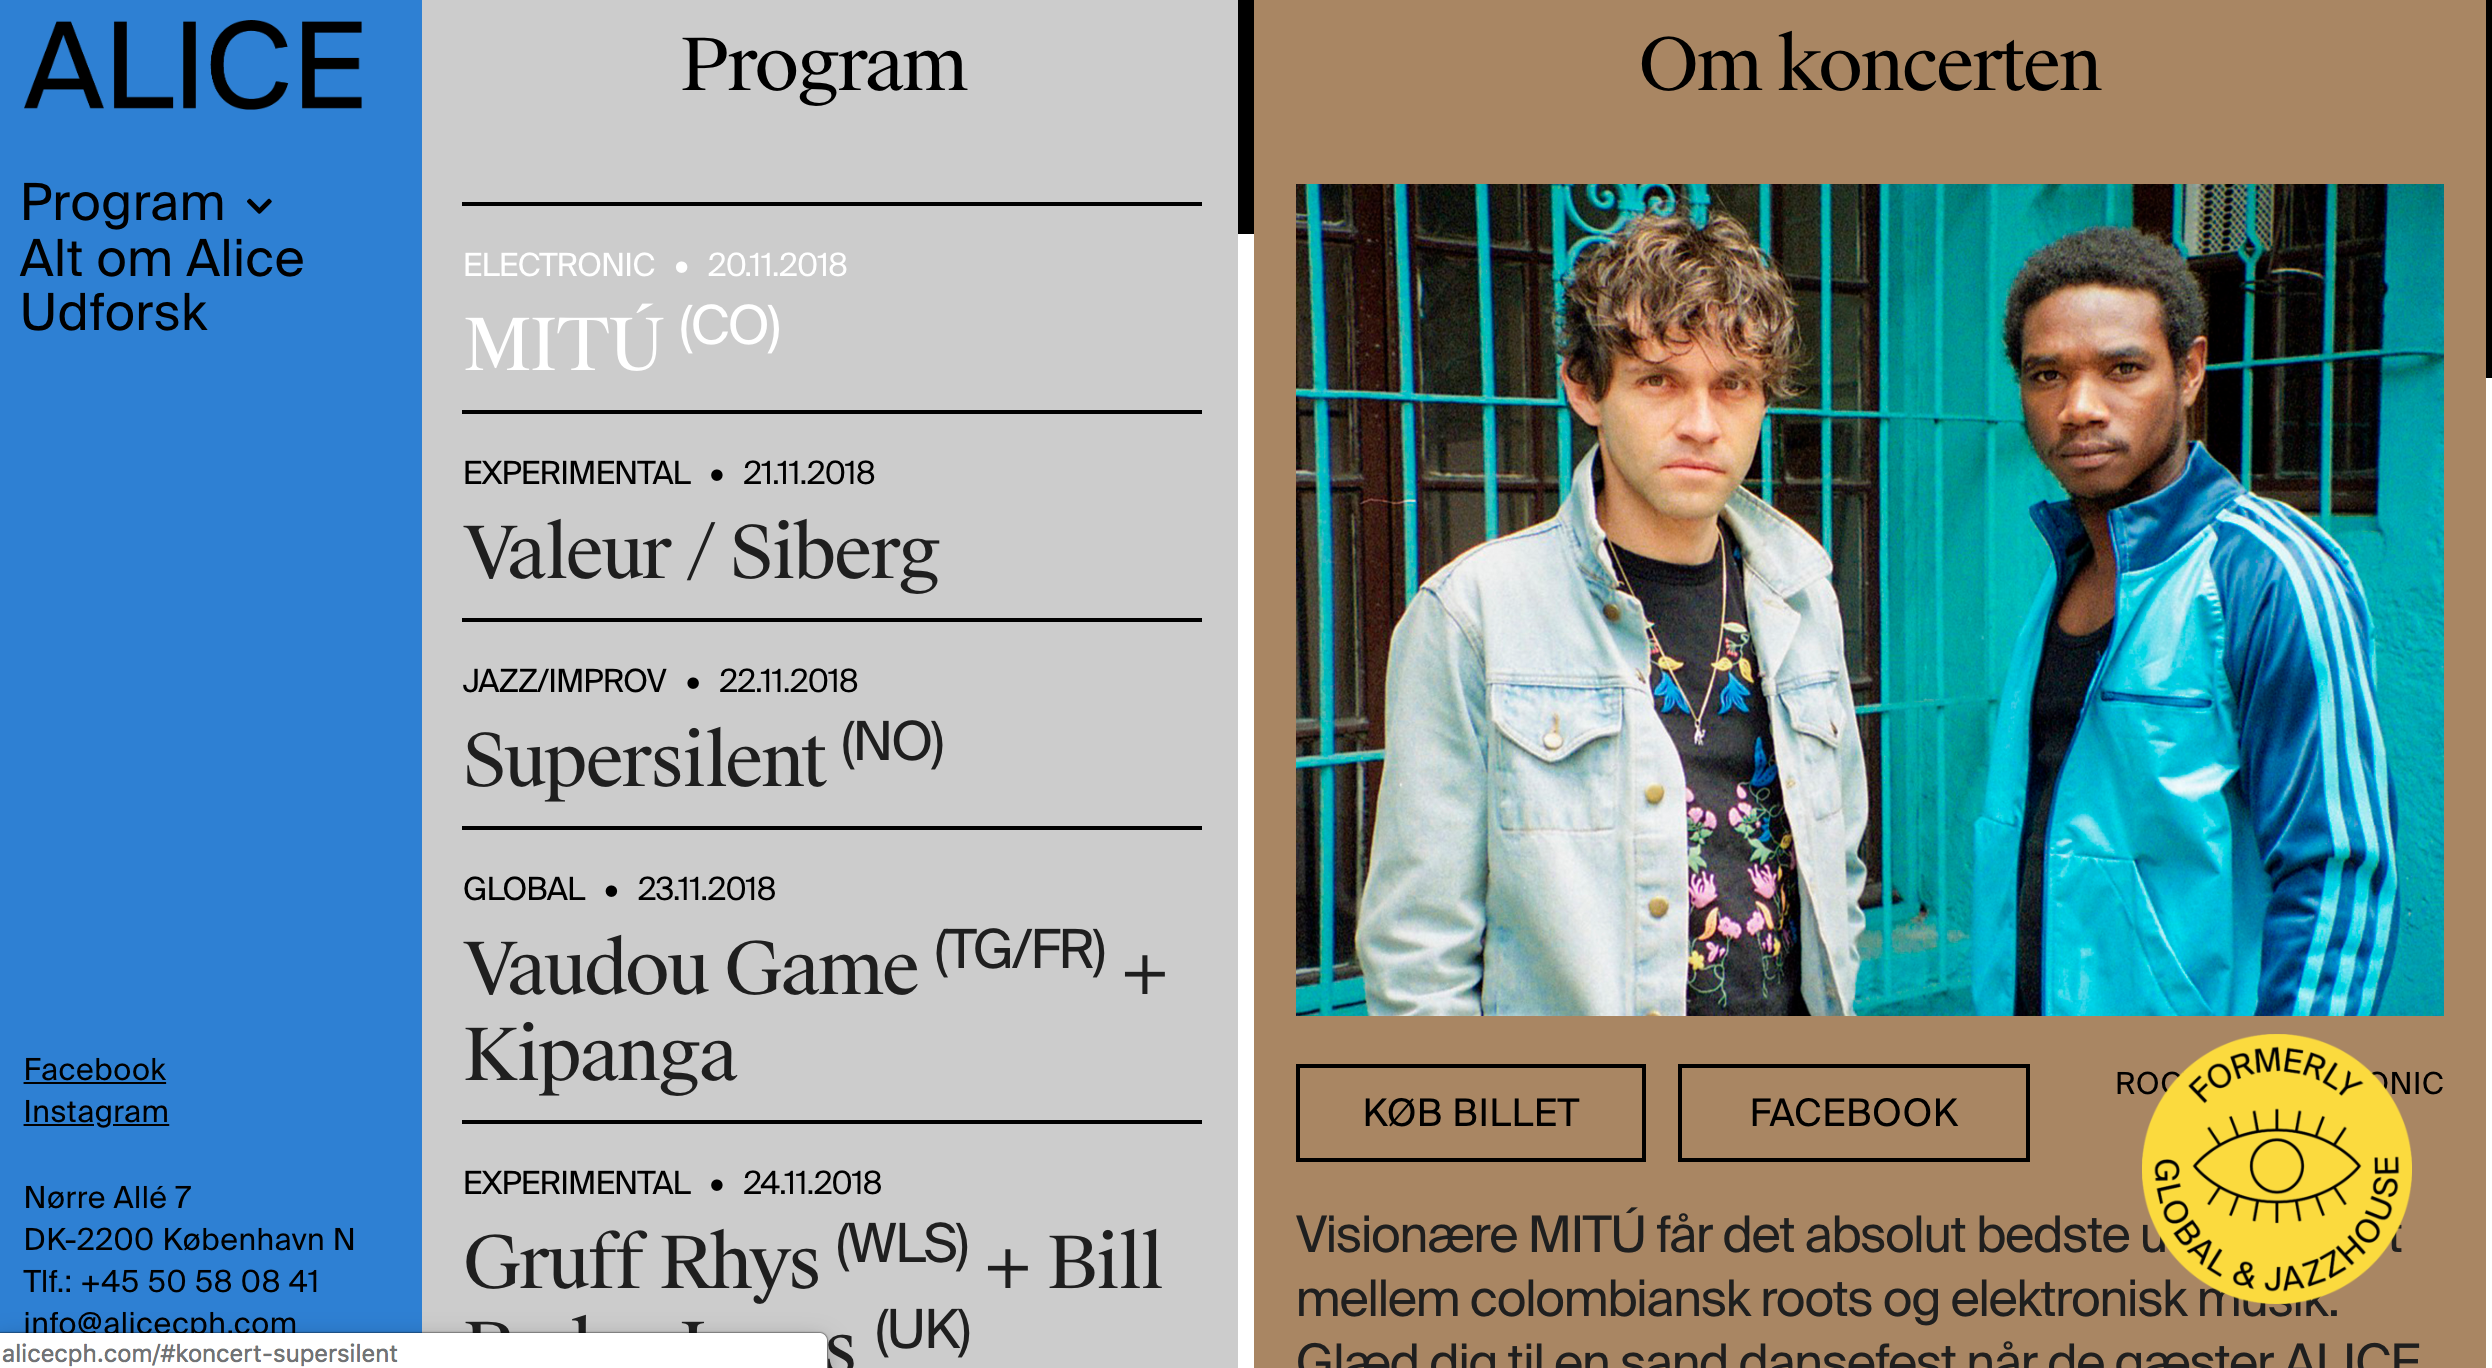 ALICE
Program
Alt om Alice
Udforsk
Facebook
Instagram
Nørre Allé 7
DK-2200 København N
Tlf.: +45 50 58 08 41
info@alicecph.com
alicecph.com/#koncert-supersilent
Program
ELECTRONIC • 20.11.2018
MITÚ (CO)
EXPERIMENTAL • 21.11.2018
Valeur / Siberg
JAZZ/IMPROV • 22.11.2018
Supersilent (NO)
GLOBAL • 23.11.2018
Vaudou Game (TG/FR) +
Kipanga
EXPERIMENTAL • 24.11.2018
Gruff Rhys (WLS) + Bill
(UK)
Om koncerten
KØB BILLET
FACEBOOK
FORMERLY
GLOBAL & JAZZHOUSE
Visionære MITÚ får det absolut bedste
mellem colombiansk roots og elektronisk musik.
Glæd dig til en sand dansefest når de gæster ALICE